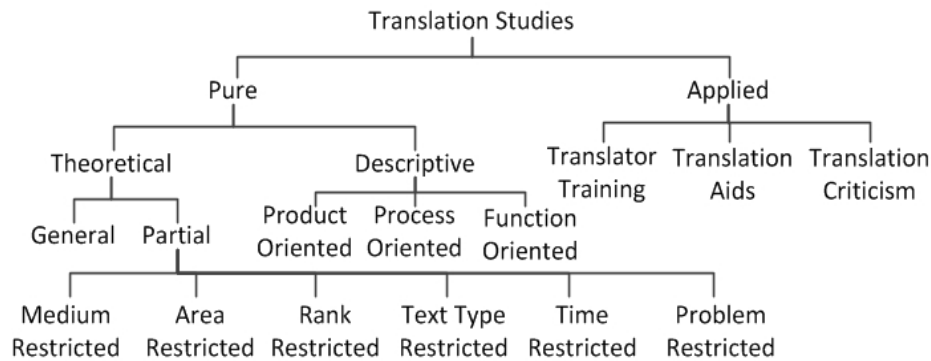 Translation Studies
Pure
Applied
Theoretical
Descriptive
Translator
Training
Translation
Aids
Translation
Criticism
General
Partial
Product
Oriented
Process
Oriented
Function
Oriented
Medium
Restricted
Area
Restricted
Rank
Restricted
Text Type
Restricted
Time
Restricted
Problem
Restricted